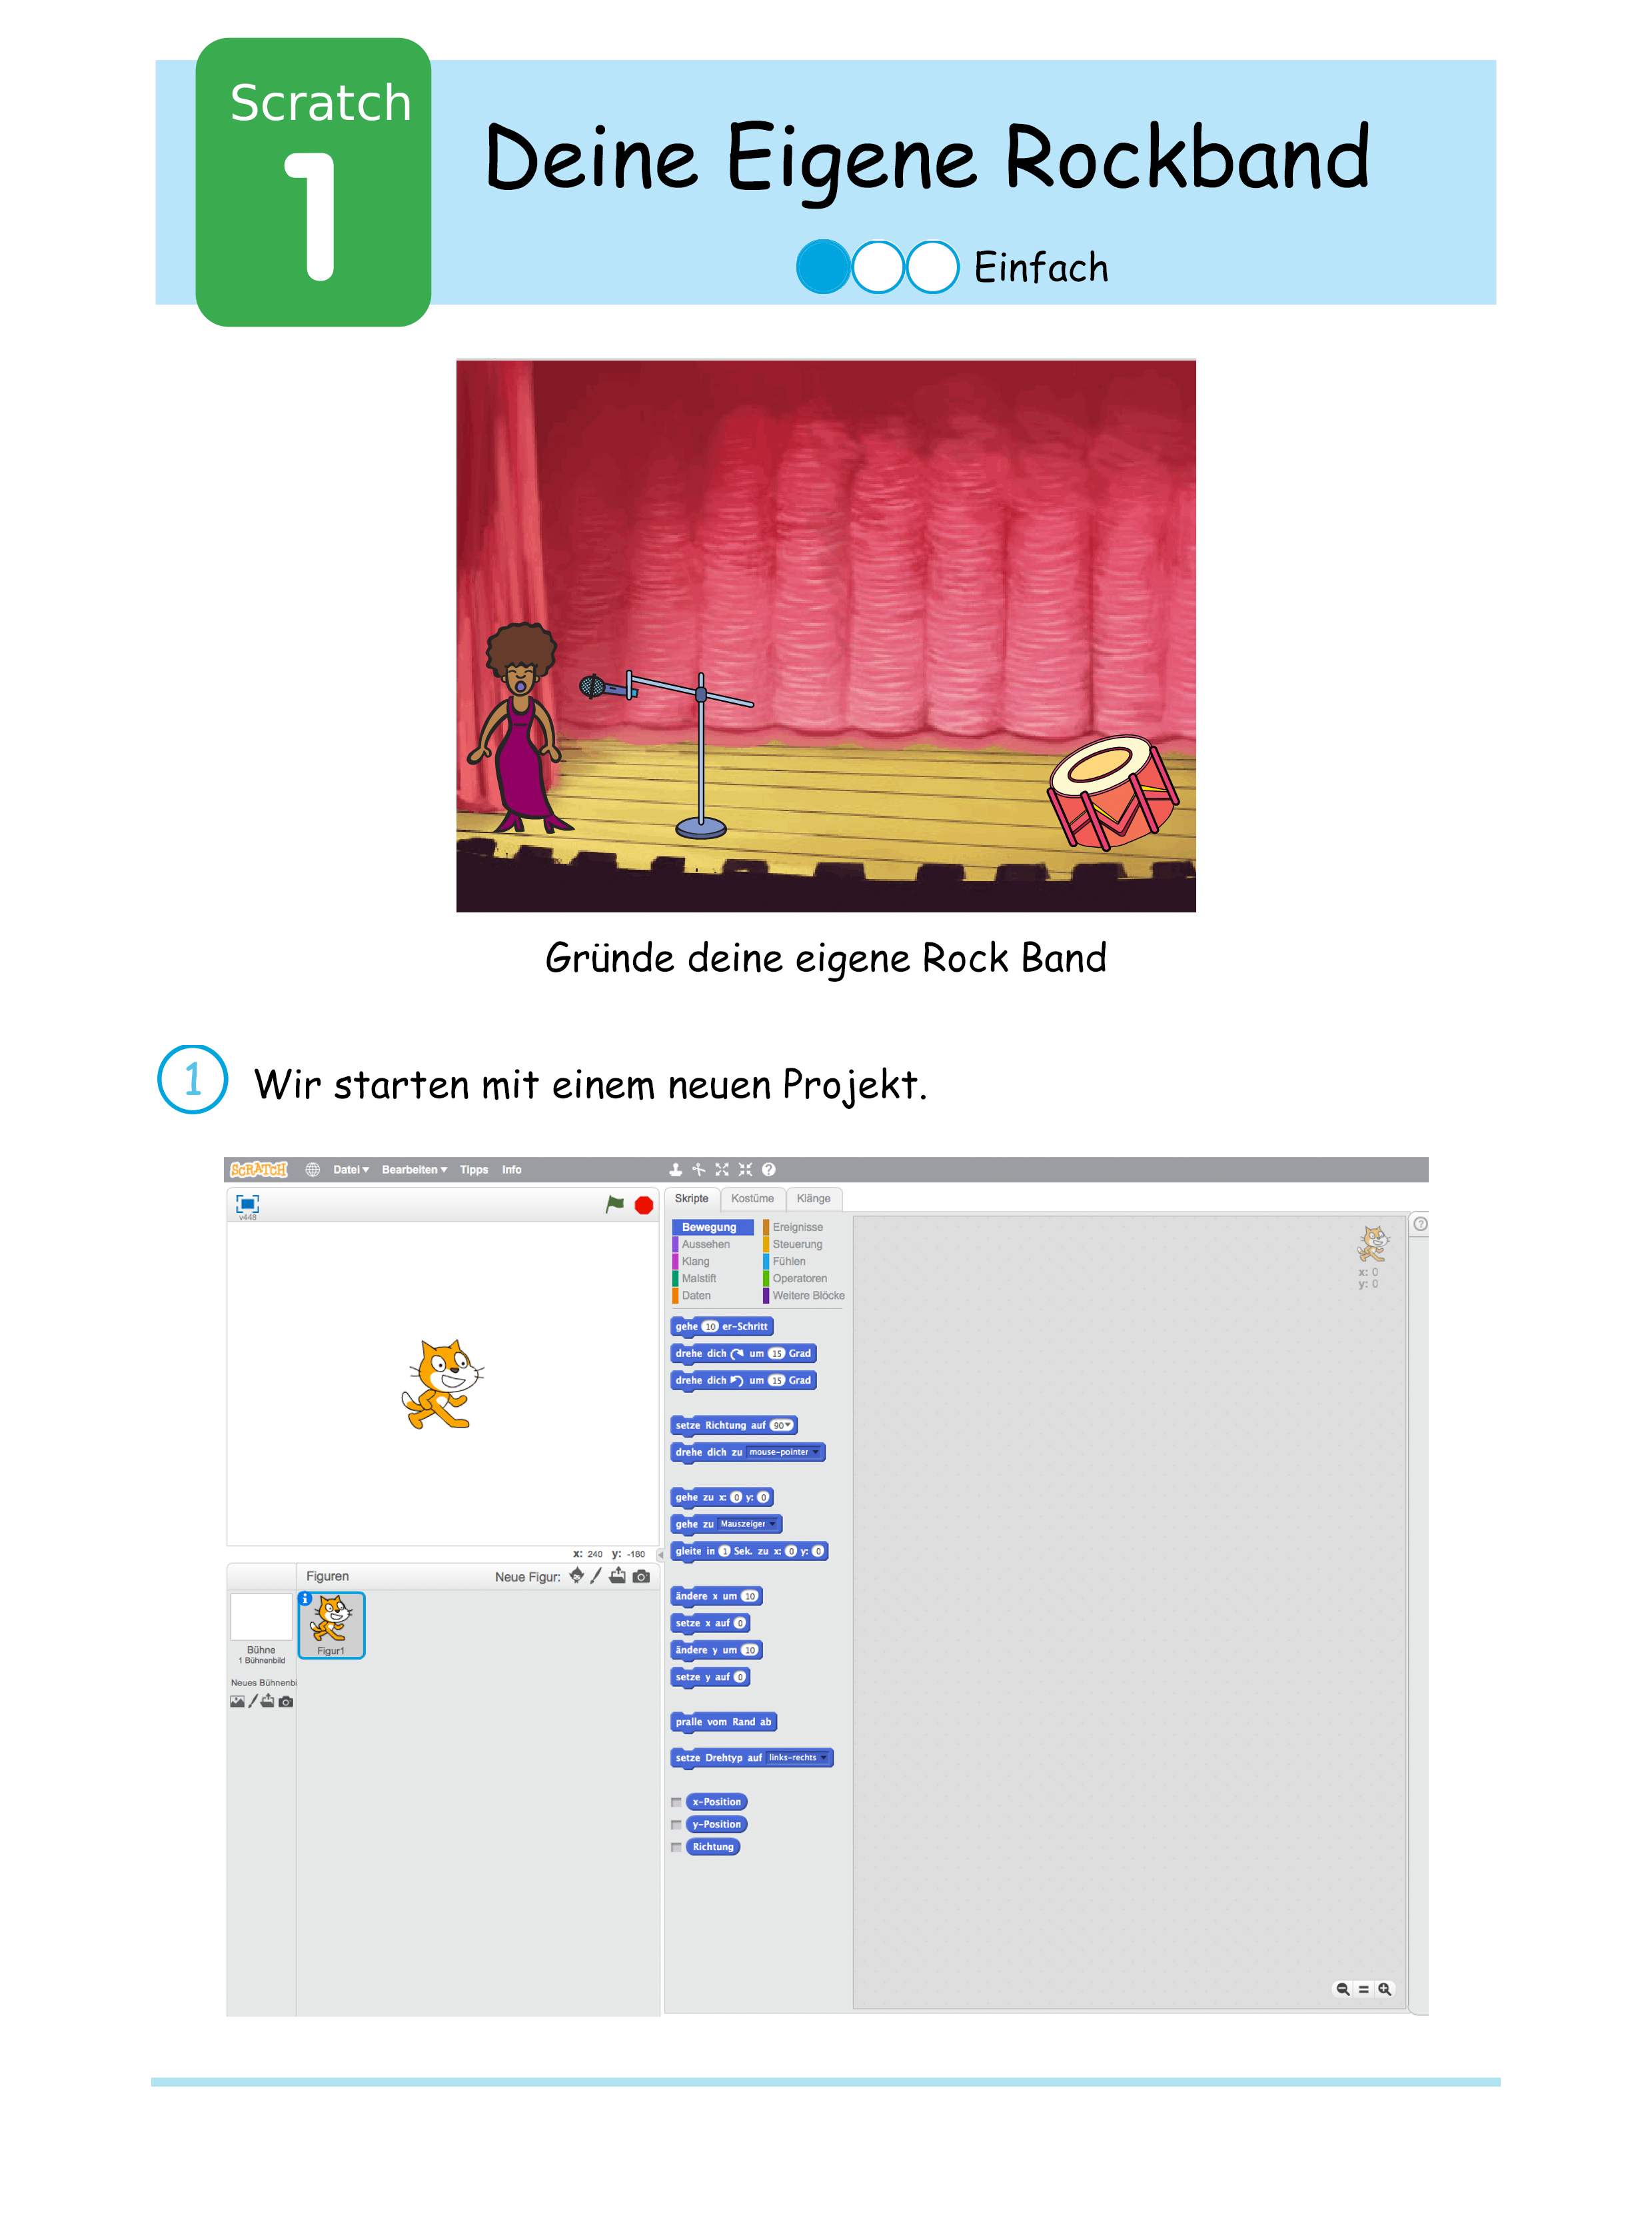 Scratch
1
Deine Eigene Rockband
Einfach
Gründe deine eigene Rock Band
1 Wir starten mit einem neuen Projekt.
SCRATCH Datei Bearbeiten Tipps Info
v448
Skripte Kostüme Klänge
Bewegung Ereignisse
Aussehen Steuerung
Klang Fühlen
Malstift Operatoren
Daten Weitere Blöcke
x: 0
y: 0
gehe 10 er-Schritt
drehe dich um 15 Grad
drehe dich um 15 Grad
setze Richtung auf 90
drehe dich zu mouse-pointer
gehe zu x: 0 y: 0
gehe zu Mauszeiger
gleite in 1 Sek. zu x: 0 y: 0
ändere x um 10
setze x auf 0
ändere y um 10
setze y auf 0
pralle vom Rand ab
setze Drehtyp auf links-rechts
x-Position
y-Position
Richtung
x: 240 y: -180
Figuren Neue Figur:
Bühne
1 Bühnenbild
Figur1
Neues Bühnenbi